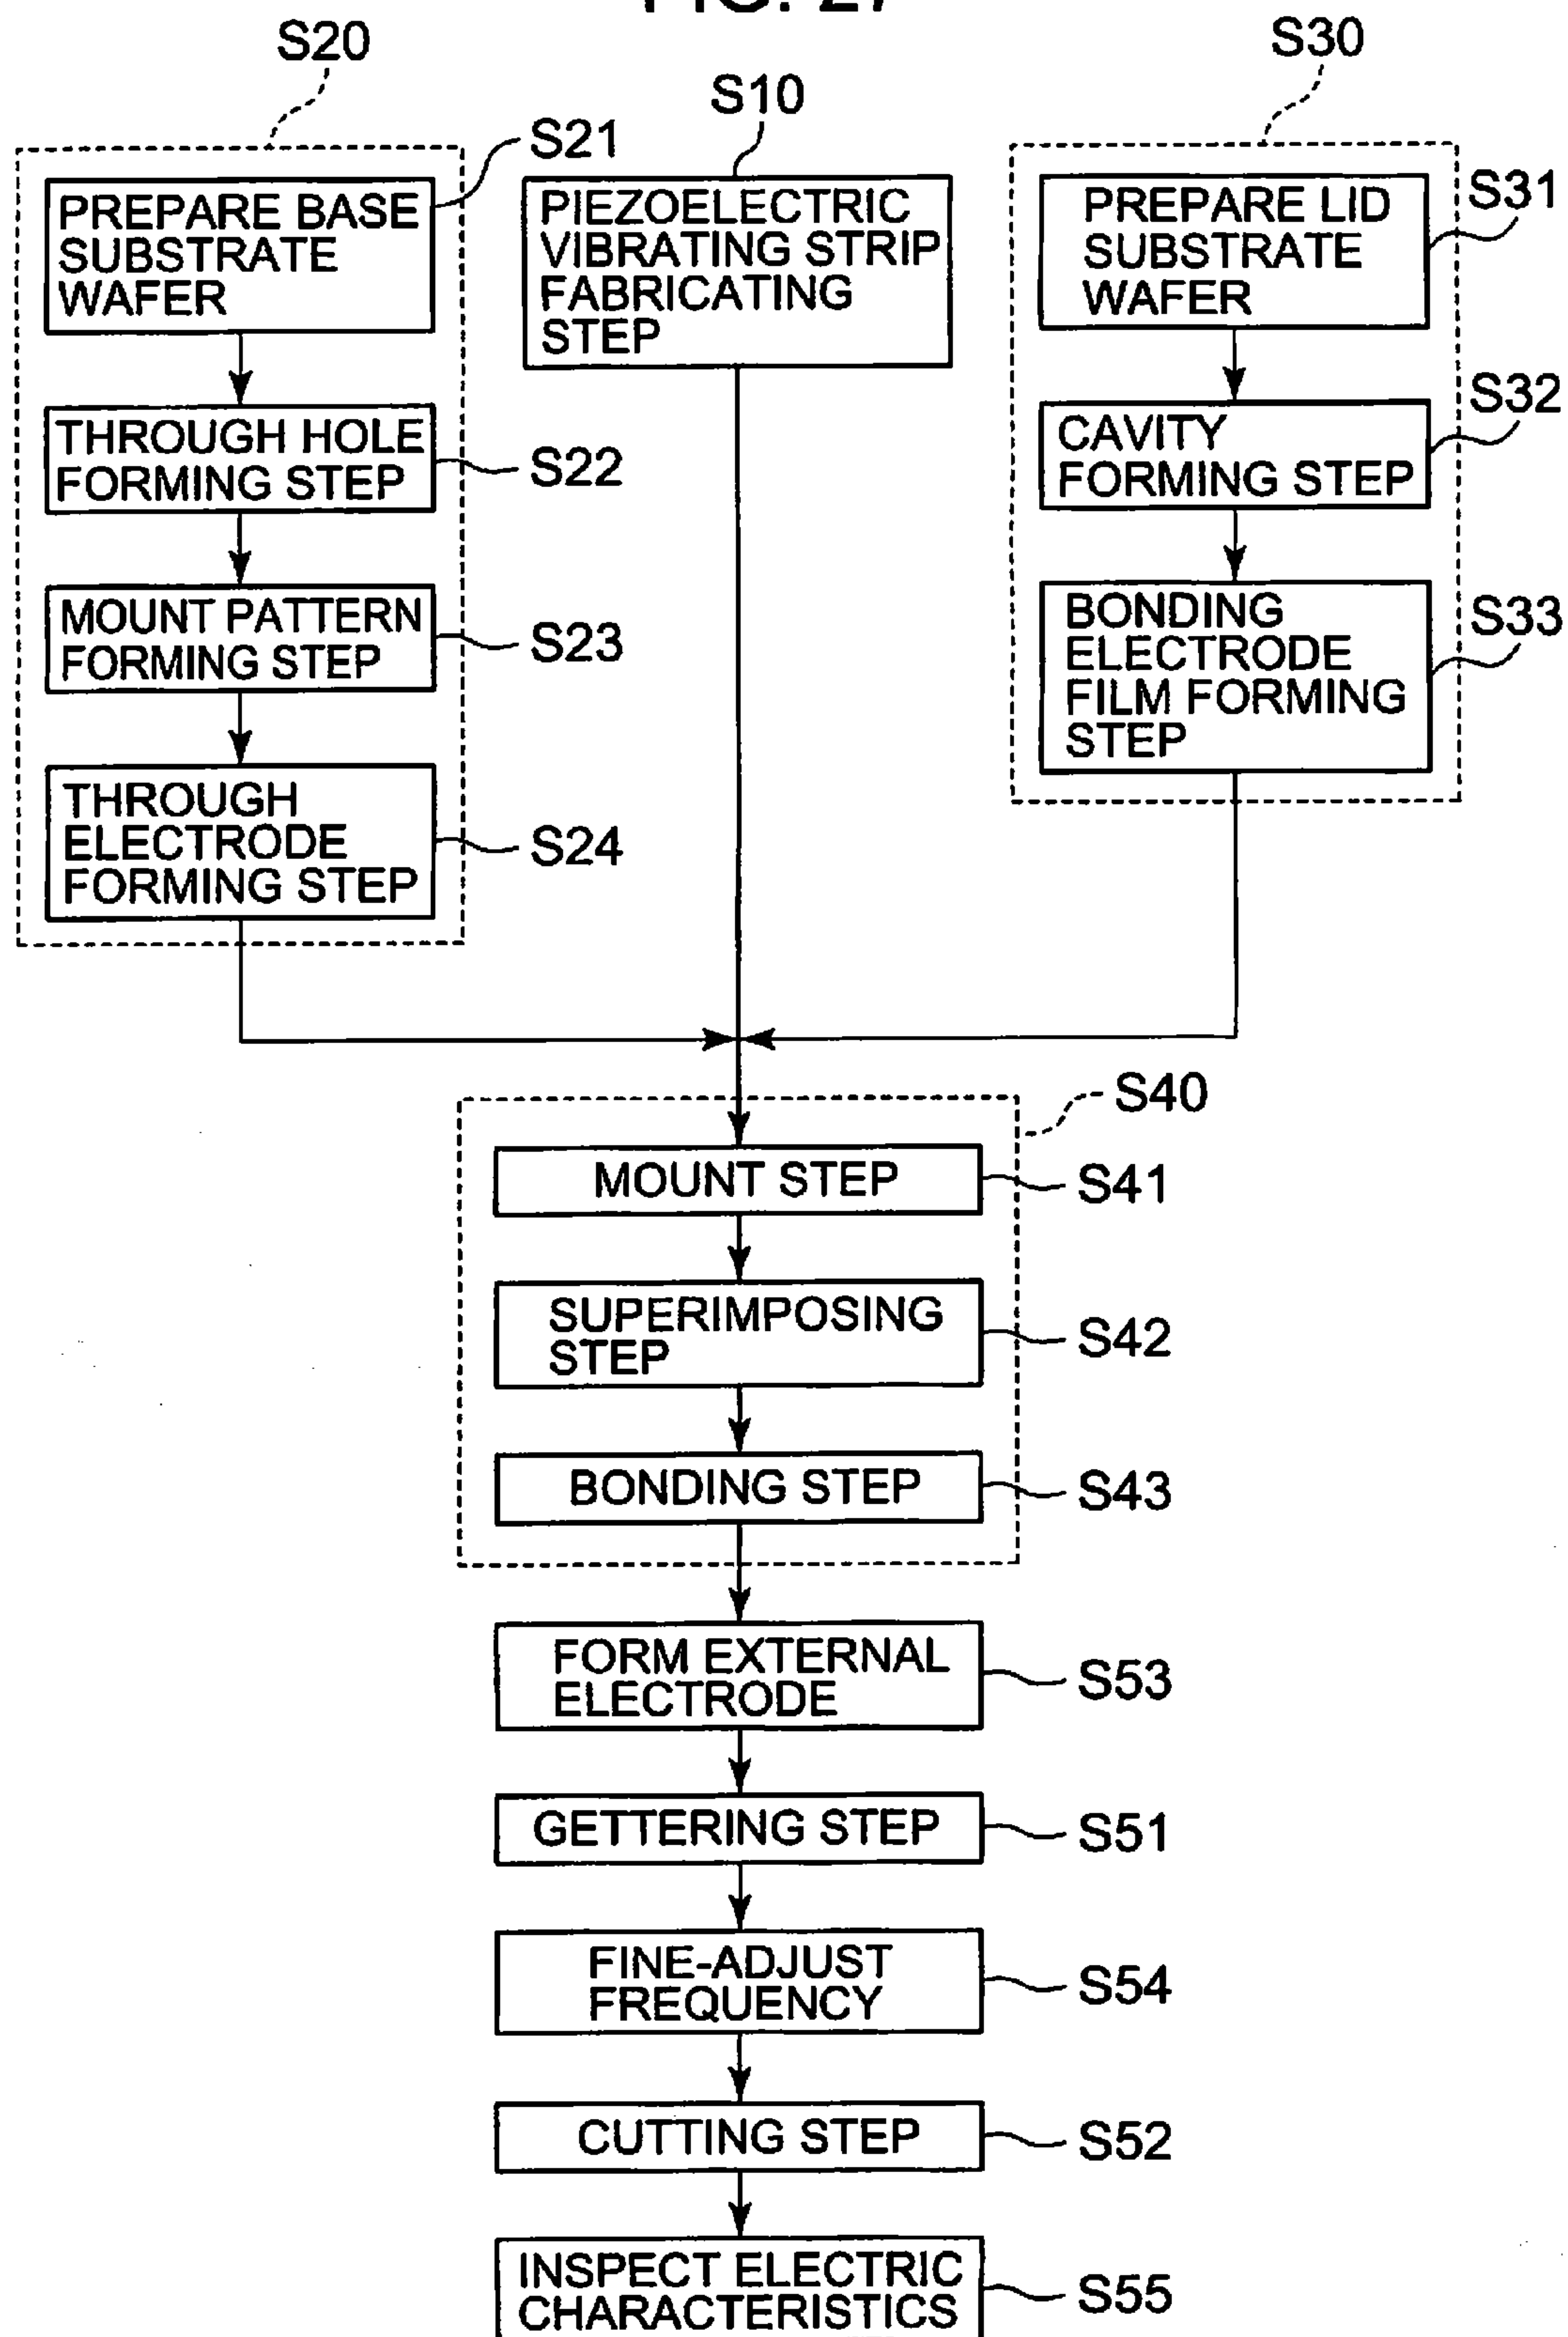 FIG. 27
S20
S30
S10
S21
PREPARE BASE
SUBSTRATE
WAFER
PIEZOELECTRIC
VIBRATING STRIP
FABRICATING
STEP
PREPARE LID
SUBSTRATE
WAFER
S31
THROUGH HOLE
FORMING STEP
S22
CAVITY
FORMING STEP
S32
MOUNT PATTERN
FORMING STEP
S23
BONDING
ELECTRODE
FILM FORMING
STEP
S33
THROUGH
ELECTRODE
FORMING STEP
S24
S40
MOUNT STEP
S41
SUPERIMPOSING
STEP
S42
BONDING STEP
S43
FORM EXTERNAL
ELECTRODE
S53
GETTERING STEP
S51
FINE-ADJUST
FREQUENCY
S54
CUTTING STEP
S52
INSPECT ELECTRIC
CHARACTERISTICS
S55